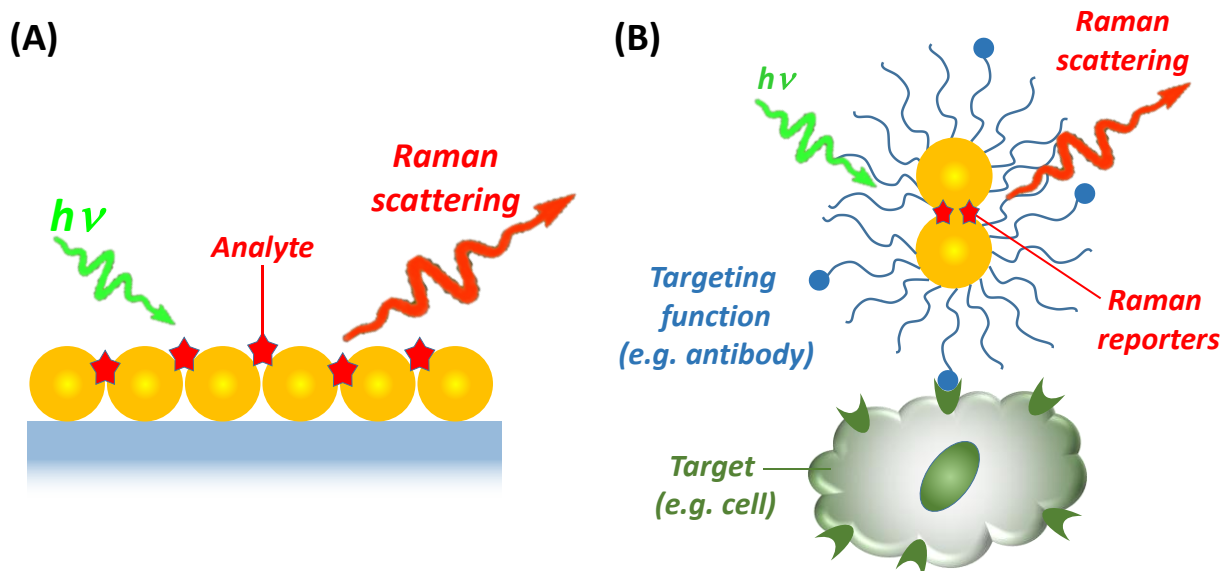 (A)
hν
Analyte
Raman
scattering
(B)
hν
Raman
scattering
Targeting
function
(e.g. antibody)
Raman
reporters
Target
(e.g. cell)